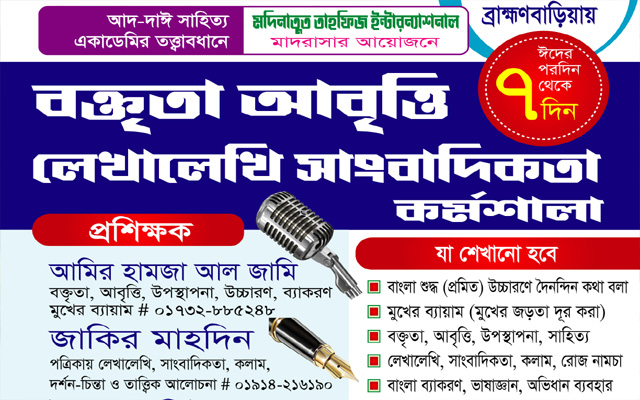 আদ-দাঈ সাহিত্য
একাডেমির তত্ত্বাবধানে
মদিনাতুত তাহফিজ ইন্টারন্যাশনাল
মাদরাসার আয়োজনে
ব্রাহ্মণবাড়িয়ায়
ঈদের
পরদিন
থেকে
৭ দিন
বক্তৃতা আবৃত্তি
লেখালেখি সাংবাদিকতা
কর্মশালা
প্রশিক্ষক
আমির হামজা আল জামি
বক্তৃতা, আবৃত্তি, উপস্থাপনা, উচ্চারণ, ব্যাকরণ
মুখের ব্যায়াম # ০১৭৩২-৮৮৫২৪৮
জাকির মাহদিন
পত্রিকায় লেখালেখি, সাংবাদিকতা, কলাম,
দর্শন-চিন্তা ও তাত্ত্বিক আলোচনা # ০১৯১৪-২১৬১৯০
যা শেখানো হবে
বাংলা শুদ্ধ (প্রমিত) উচ্চারণে দৈনন্দিন কথা বলা
মুখের ব্যায়াম (মুখের জড়তা দূর করা)
বক্তৃতা, আবৃত্তি, উপস্থাপনা, সাহিত্য
লেখালেখি, সাংবাদিকতা, কলাম, রোজ নামচা
বাংলা ব্যাকরণ, ভাষাজ্ঞান, অভিধান ব্যবহার